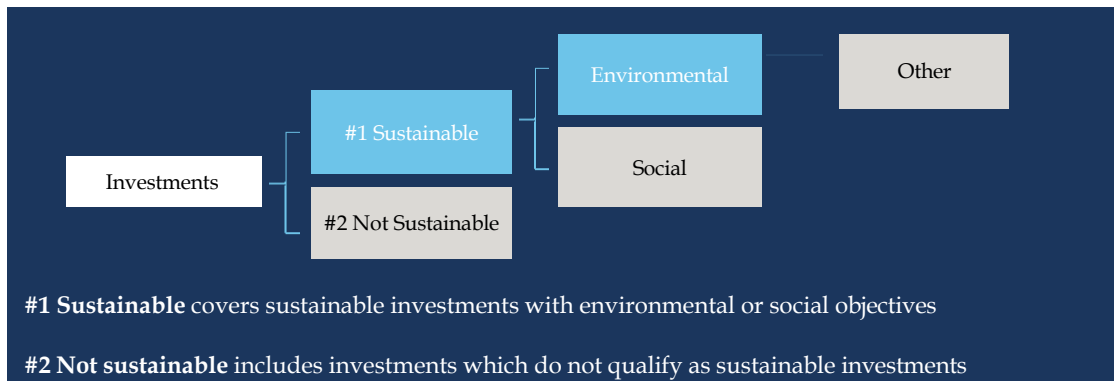 Environmental
Other
#1 Sustainable
Social
Investments
#2 Not Sustainable
#1 Sustainable covers sustainable investments with environmental or social objectives
#2 Not sustainable includes investments which do not qualify as sustainable investments